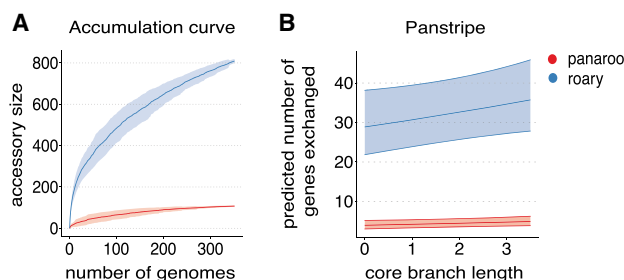 A
Accumulation curve
accessory size
800
600
400
200
0
0
100
200
300
number of genomes
B
Panstripe
predicted number of
genes exchanged
40
30
20
10
0
1
2
3
core branch length
panaroo
roary